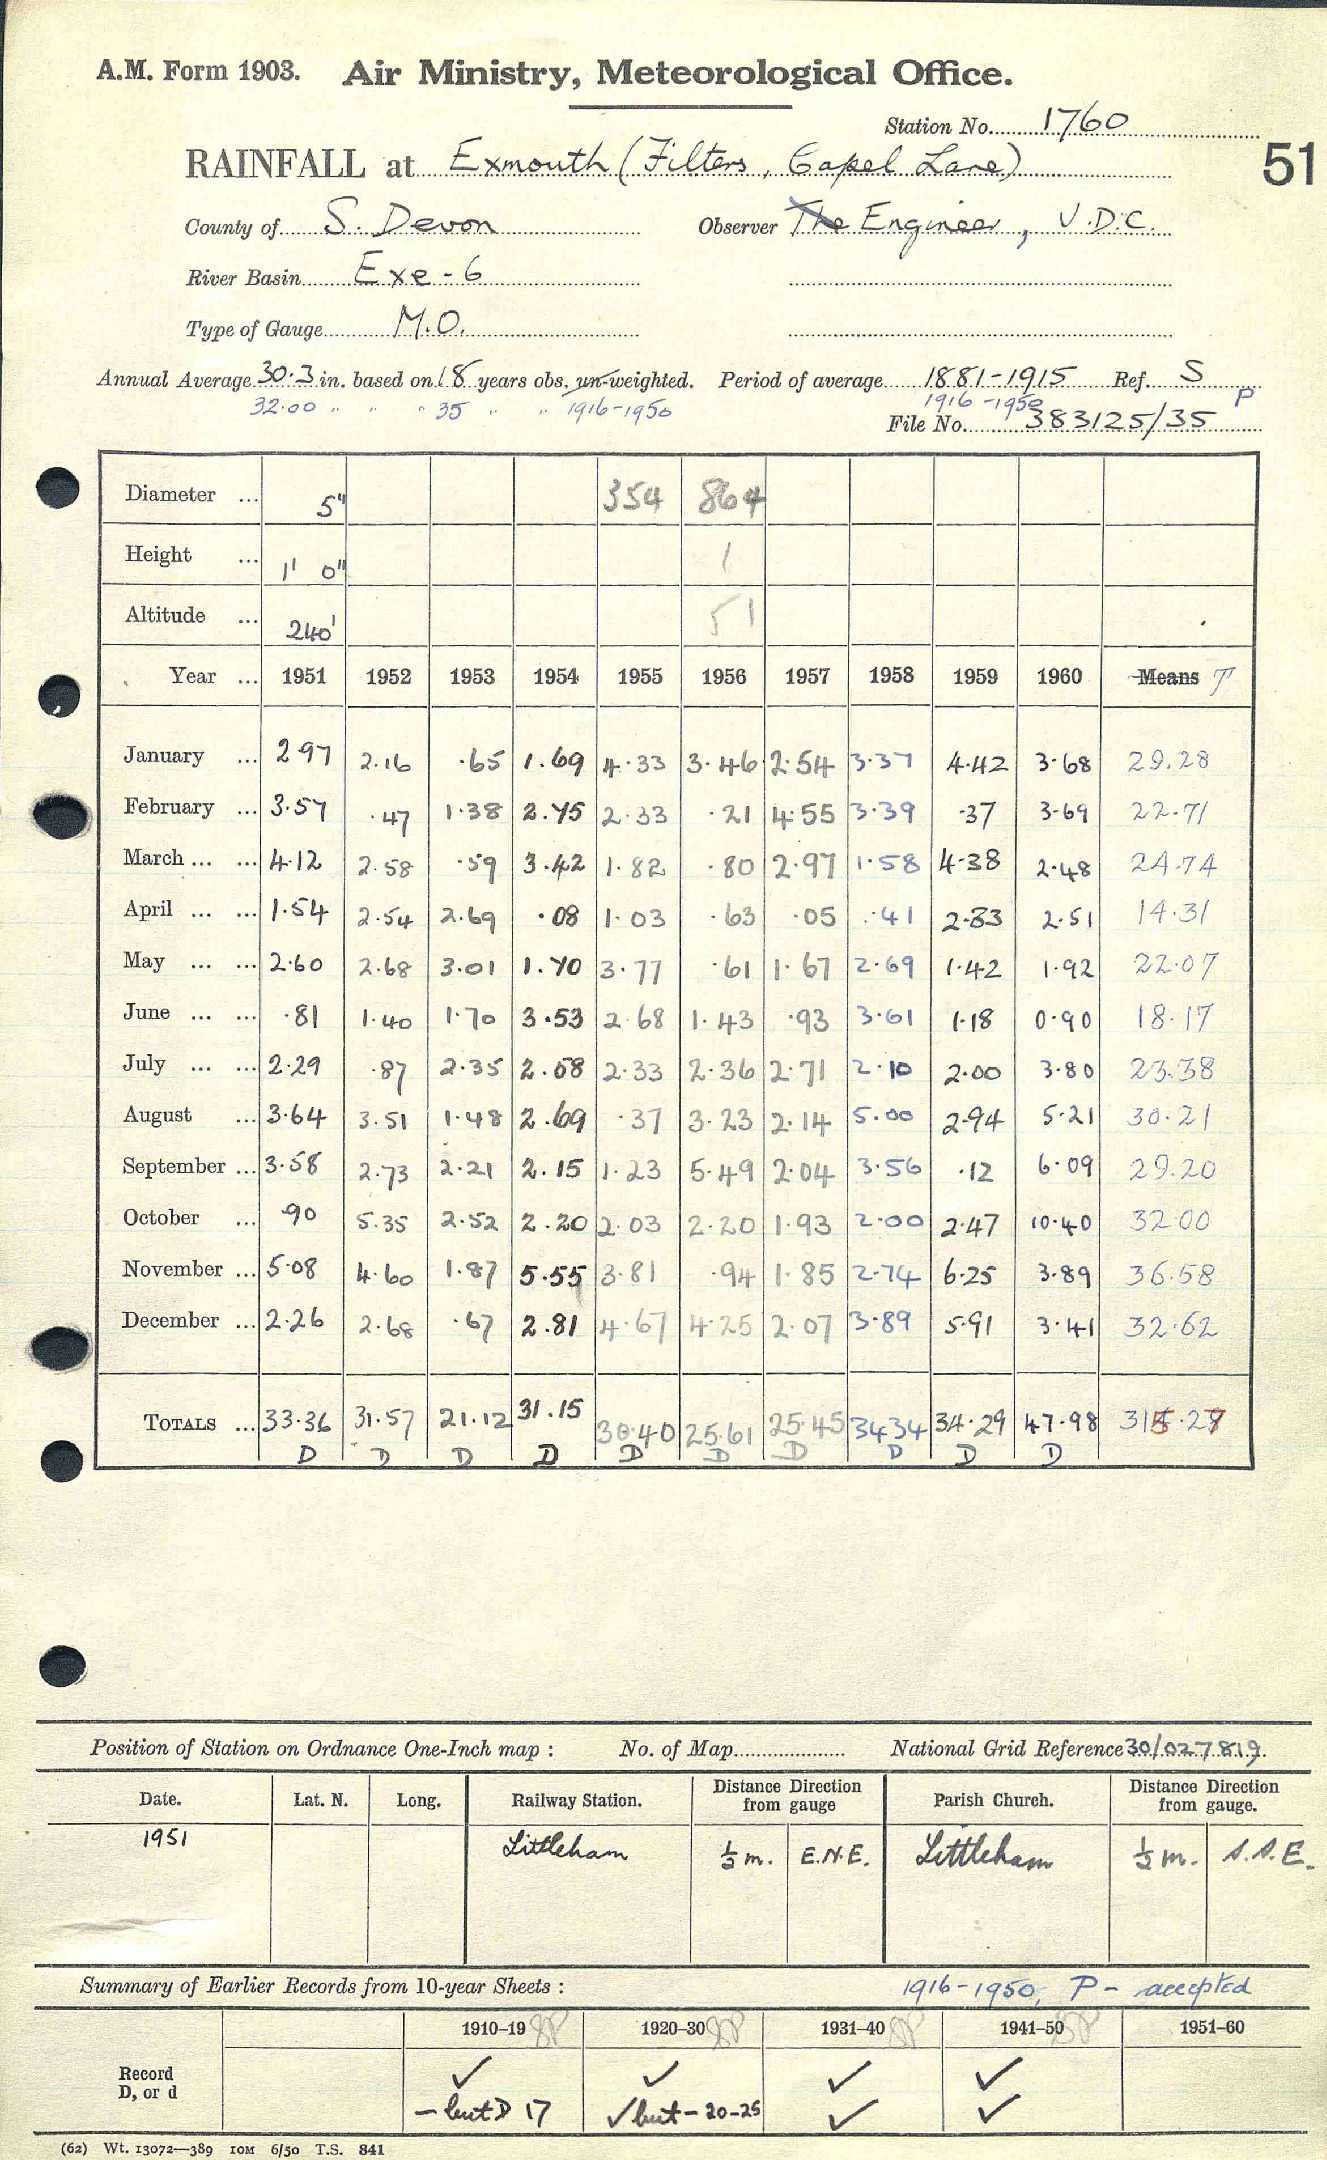 A.M. Form 1903. Air Ministry, Meteorological Office.
Station No. 1760
51
RAINFALL at Exmouth (Filters, Capel Lane)
County of S. Devon Observer The Engineer, U.D.C.
River Basin Exe - 6
Type of Gauge M.O.
Annual Average 30.3 in. based on 18 years obs. un-weighted. Period of average 1881-1915 Ref. S
32.00 " " " 35 " " 1916-1950 1916-1950 P
File No. 383125/35
Diameter ... 5" 354 864
Height ... 1' 0" 1
Altitude ... 240' 51
Year ... 1951 1952 1953 1954 1955 1956 1957 1958 1959 1960 Means T
January ... 2.97 2.16 .65 1.69 4.33 3.46 2.54 3.37 4.42 3.68 29.28
February ... 3.57 .47 1.38 2.75 2.33 .21 4.55 3.39 .37 3.69 22.71
March ... ... 4.12 2.58 .59 3.42 1.82 .80 2.97 1.58 4.38 2.48 24.74
April ... ... 1.54 2.54 2.69 .08 1.03 .63 .05 .41 2.83 2.51 14.31
May ... ... 2.60 2.68 3.01 1.70 3.77 .61 1.67 2.69 1.42 1.92 22.07
June ... ... .81 1.40 1.70 3.53 2.68 1.43 .93 3.61 1.18 0.90 18.17
July ... ... 2.29 .87 2.35 2.58 2.33 2.36 2.71 2.10 2.00 3.80 23.38
August ... 3.64 3.51 1.48 2.69 .37 3.23 2.14 5.00 2.94 5.21 30.21
September ... 3.58 2.73 2.21 2.15 1.23 5.49 2.04 3.56 .12 6.09 29.20
October ... .90 5.35 2.52 2.20 2.03 2.20 1.93 2.00 2.47 10.40 32.00
November ... 5.08 4.60 1.87 5.55 3.81 .94 1.85 2.74 6.25 3.89 36.58
December ... 2.26 2.68 .67 2.81 4.67 4.25 2.07 3.89 5.91 3.41 32.62
TOTALS ... 33.36 31.57 21.12 31.15 30.40 25.61 25.45 34.34 34.29 47.98 315.27
D D D D D D D D D D
Position of Station on Ordnance One-Inch map : No. of Map National Grid Reference 30/027819.
Date. Lat. N. Long. Railway Station. Distance Direction from gauge Parish Church. Distance Direction from gauge.
1951 Littleham ½ m. E.N.E. Littleham ½ m. S.S.E.
Summary of Earlier Records from 10-year Sheets : 1916-1950, P - accepted
1910-19 1920-30 1931-40 1941-50 1951-60
Record ✓ ✓ ✓ ✓
D, or d - but D 17 ✓ but - 20-25 ✓ ✓
(62) Wt. 13072—389 10M 6/50 T.S. 841